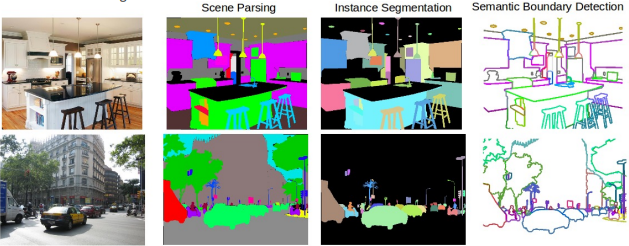 Scene Parsing
Instance Segmentation
Semantic Boundary Detection